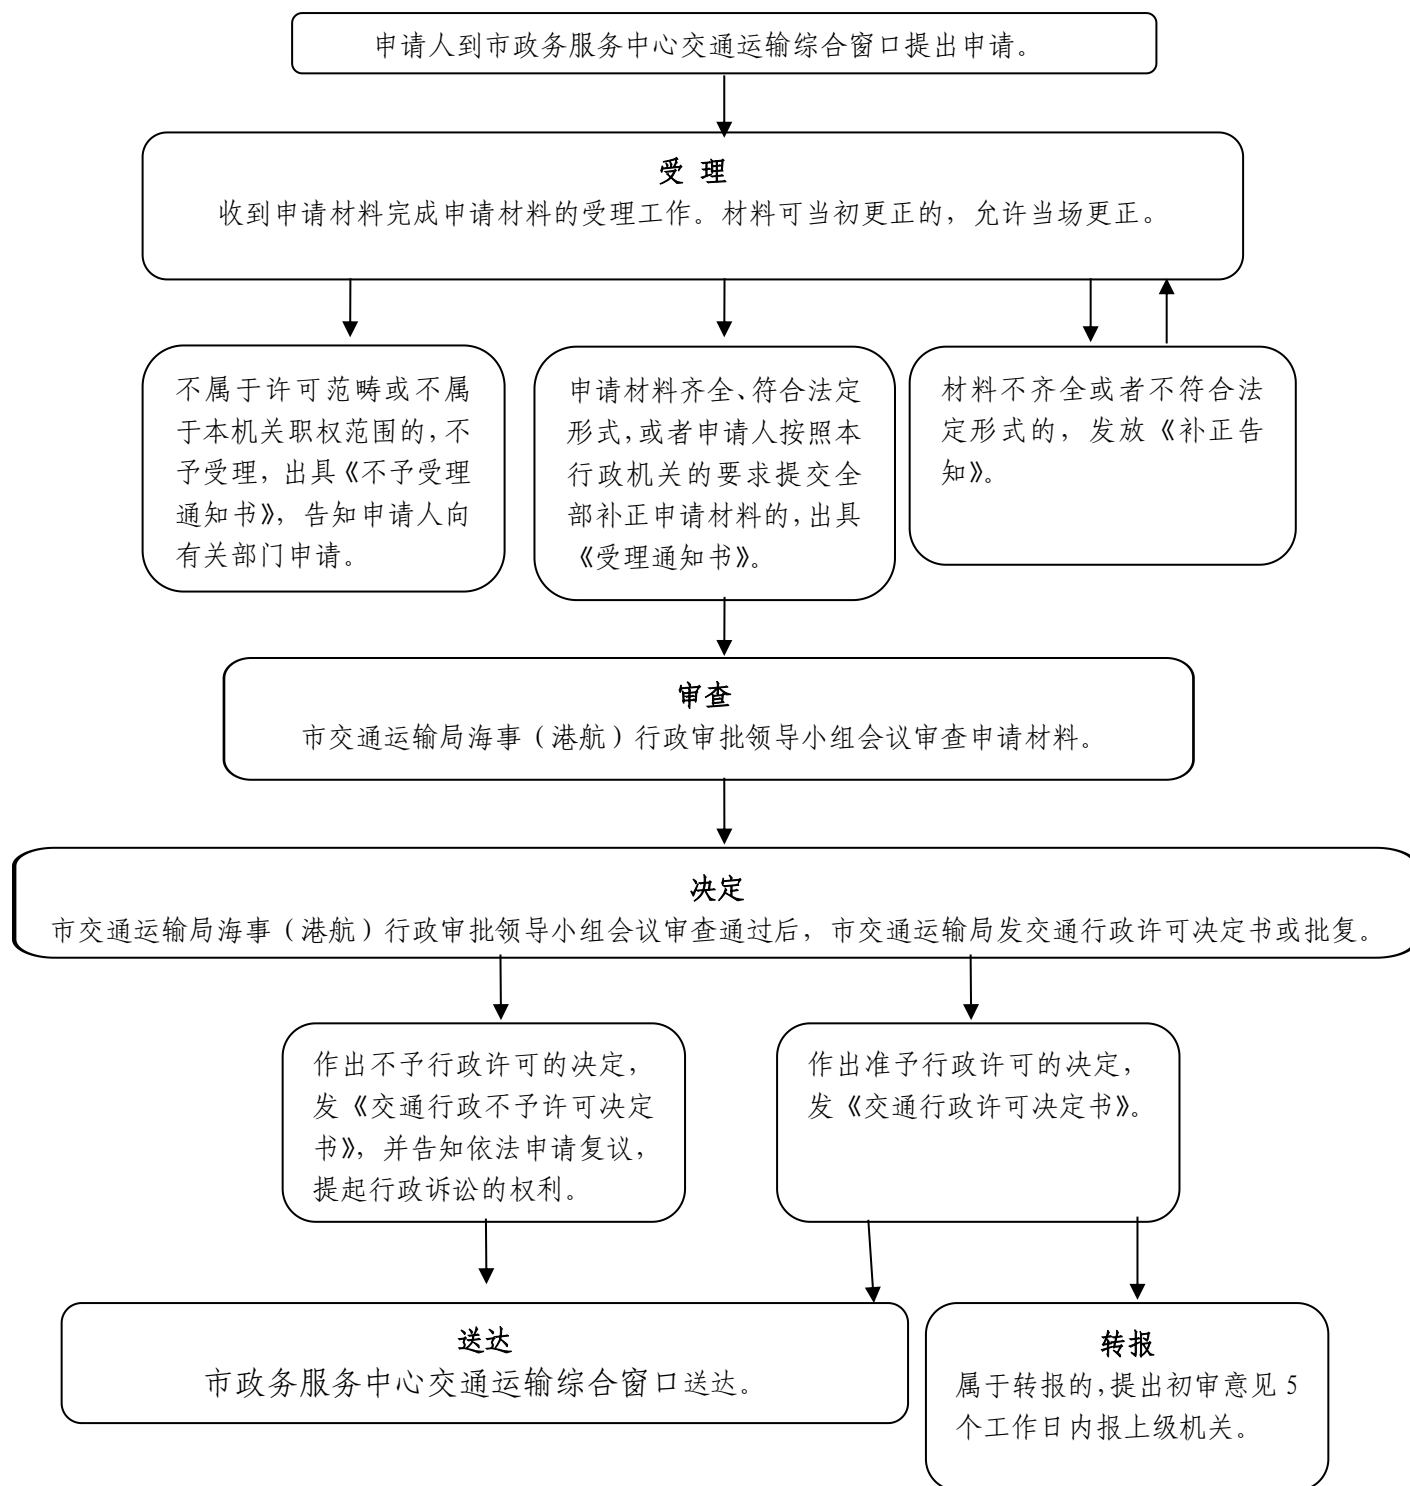 申请人到市政务服务中心交通运输综合窗口提出申请。
受 理
收到申请材料完成申请材料的受理工作。材料可当初更正的，允许当场更正。
不属于许可范畴或不属
于本机关职权范围的，不
予受理，出具《不予受理
通知书》，告知申请人向
有关部门申请。
申请材料齐全、符合法定
形式，或者申请人按照本
行政机关的要求提交全
部补正申请材料的，出具
《受理通知书》。
材料不齐全或者不符合法
定形式的，发放《补正告
知》。
审查
市交通运输局海事（港航）行政审批领导小组会议审查申请材料。
决定
市交通运输局海事（港航）行政审批领导小组会议审查通过后，市交通运输局发交通行政许可决定书或批复。
作出不予行政许可的决定，
发《交通行政不予许可决定
书》，并告知依法申请复议，
提起行政诉讼的权利。
作出准予行政许可的决定，
发《交通行政许可决定书》。
送达
市政务服务中心交通运输综合窗口送达。
转报
属于转报的，提出初审意见 5
个工作日内报上级机关。